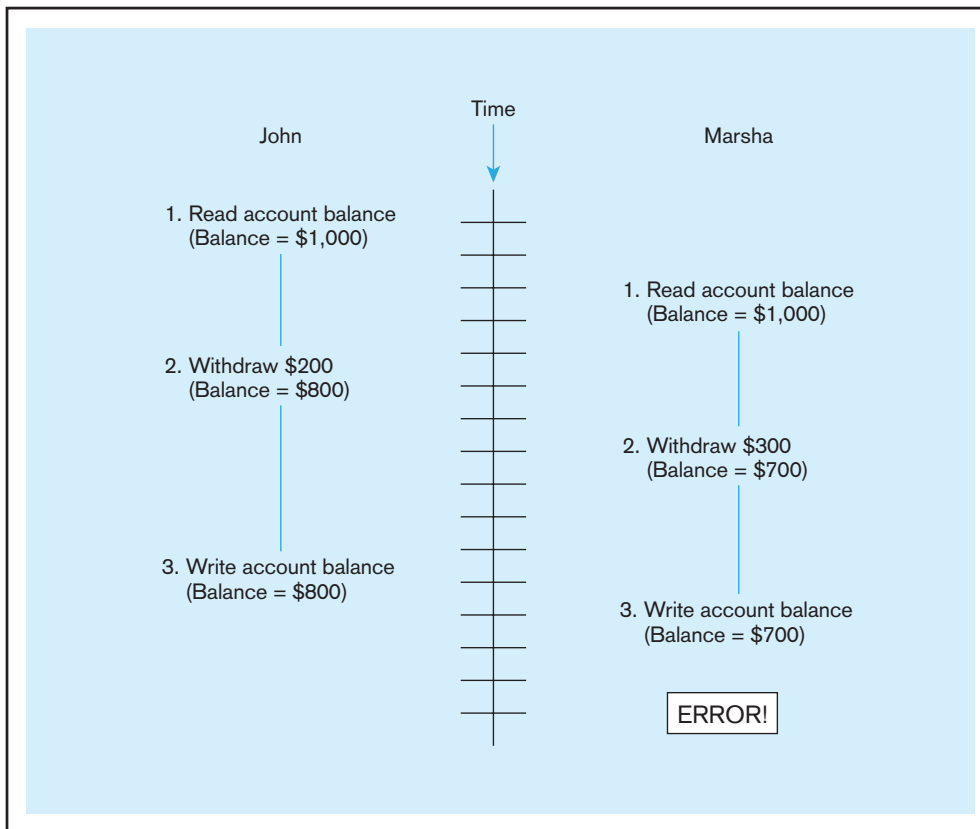 Time
John
Marsha
1. Read account balance
(Balance = $1,000)
1. Read account balance
(Balance = $1,000)
2. Withdraw $200
(Balance = $800)
2. Withdraw $300
(Balance = $700)
3. Write account balance
(Balance = $800)
3. Write account balance
(Balance = $700)
ERROR!